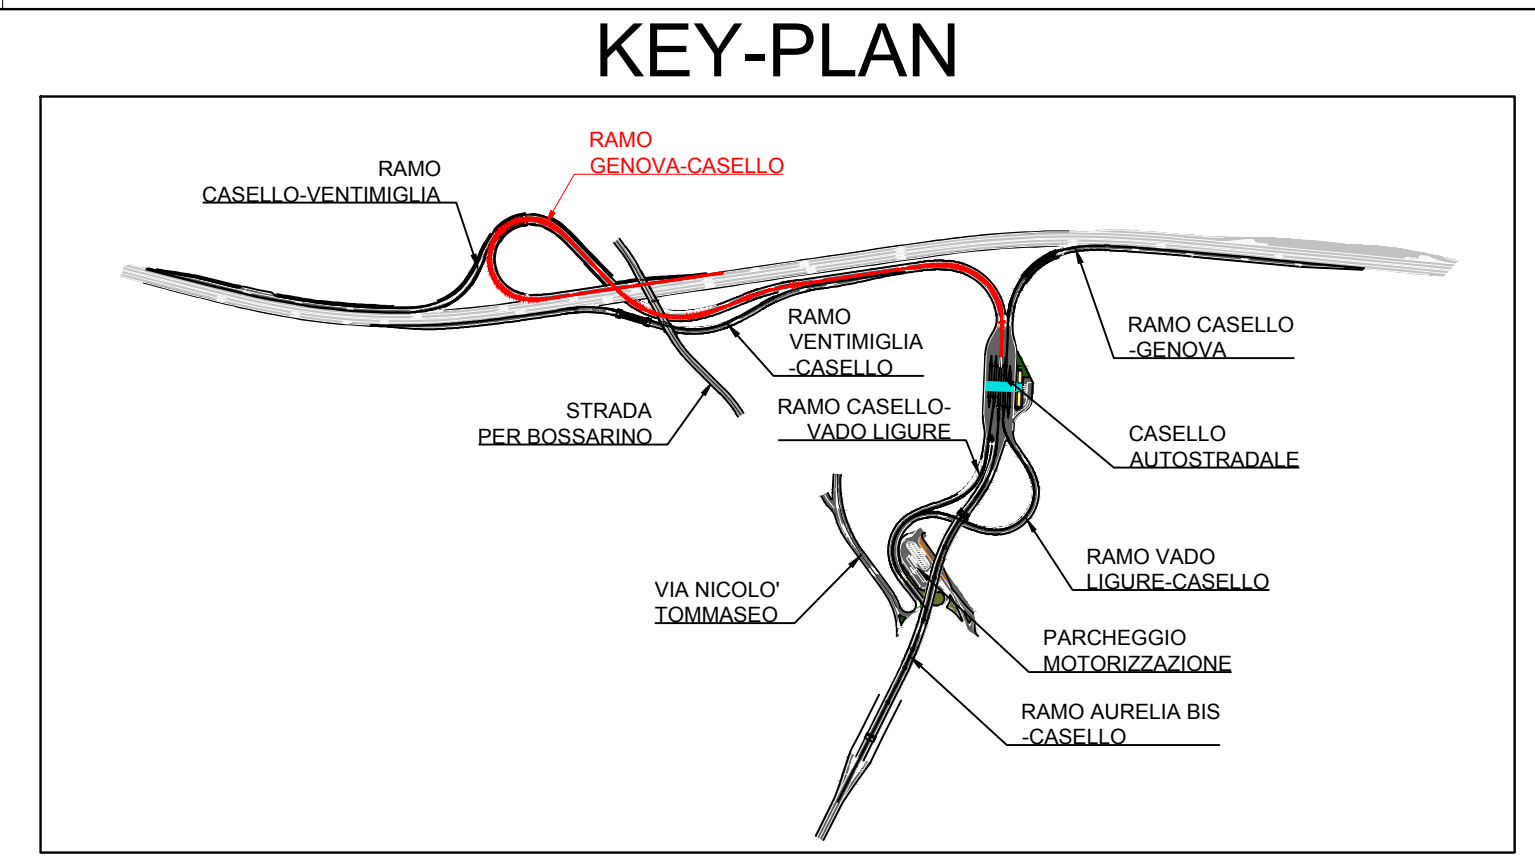 KEY-PLAN
RAMO
GENOVA-CASELLO
RAMO
CASELLO-VENTIMIGLIA
RAMO
VENTIMIGLIA
-CASELLO
RAMO CASELLO
-GENOVA
STRADA
PER BOSSARINO
RAMO CASELLO-
VADO LIGURE
CASELLO
AUTOSTRADALE
RAMO VADO
LIGURE-CASELLO
VIA NICOLO'
TOMMASEO
PARCHEGGIO
MOTORIZZAZIONE
RAMO AURELIA BIS
-CASELLO